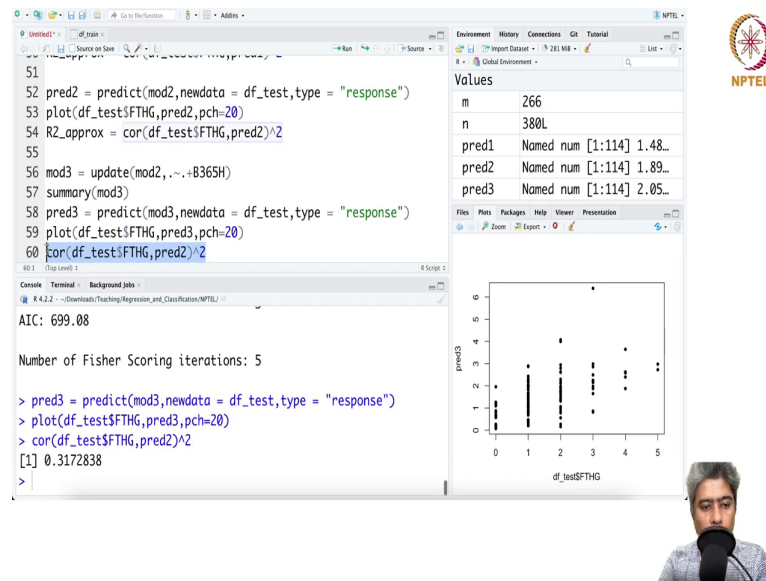 Go to file/function
Addins
NPTEL
Untitled1*
df_train
Source on Save
Run
Source
51
52 pred2 = predict(mod2,newdata = df_test,type = "response")
53 plot(df_test$FTHG,pred2,pch=20)
54 R2_approx = cor(df_test$FTHG,pred2)^2
55
56 mod3 = update(mod2,.~.+B365H)
57 summary(mod3)
58 pred3 = predict(mod3,newdata = df_test,type = "response")
59 plot(df_test$FTHG,pred3,pch=20)
60 cor(df_test$FTHG,pred2)^2
60:1 (Top Level) R Script
Console Terminal Background Jobs
R 4.2.2 · ~/Downloads/Teaching/Regression_and_Classification/NPTEL/
AIC: 699.08
Number of Fisher Scoring iterations: 5
> pred3 = predict(mod3,newdata = df_test,type = "response")
> plot(df_test$FTHG,pred3,pch=20)
> cor(df_test$FTHG,pred2)^2
[1] 0.3172838
>
Environment History Connections Git Tutorial
Import Dataset 281 MiB List
R Global Environment
Values
m 266
n 380L
pred1 Named num [1:114] 1.48…
pred2 Named num [1:114] 1.89…
pred3 Named num [1:114] 2.05…
Files Plots Packages Help Viewer Presentation
Zoom Export
pred3
6
5
4
3
2
1
0
0 1 2 3 4 5
df_test$FTHG
NPTEL